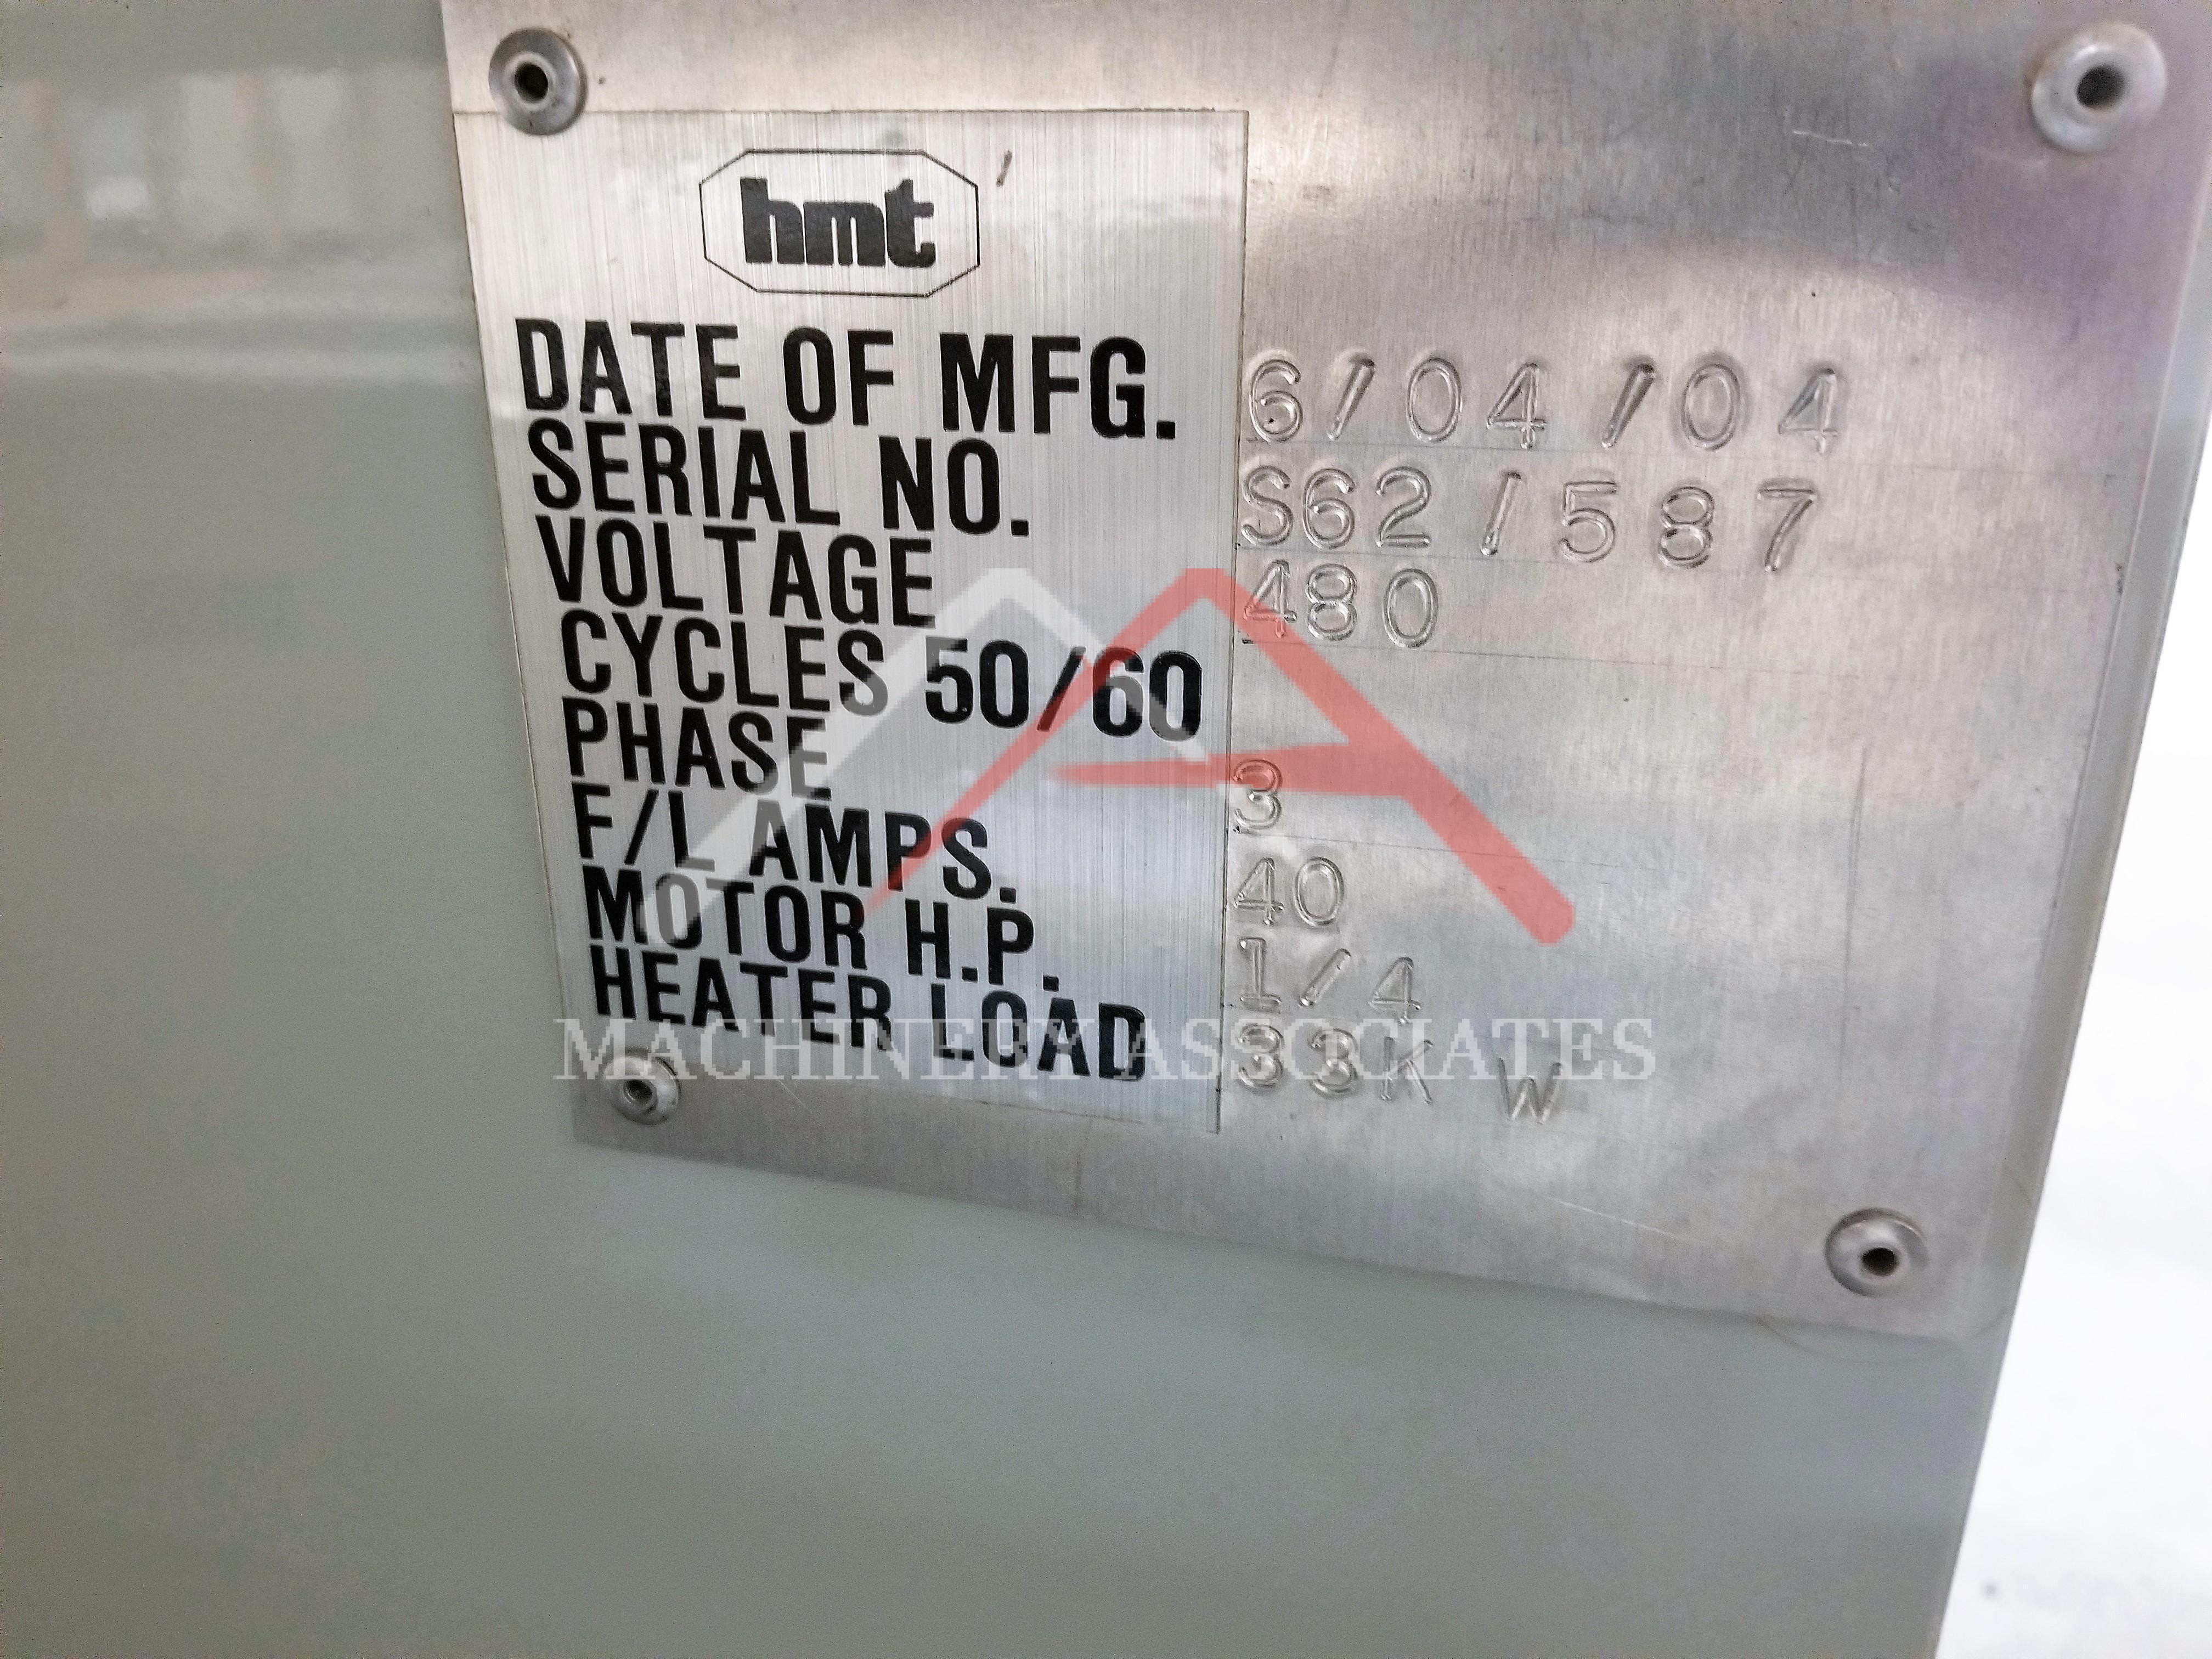 hmt
DATE OF MFG. 6/04/04
SERIAL NO. S62/587
VOLTAGE 480
CYCLES 50/60
PHASE 3
F/L AMPS. 40
MOTOR H.P. 1/4
HEATER LOAD 33KW
MACHINERY ASSOCIATES